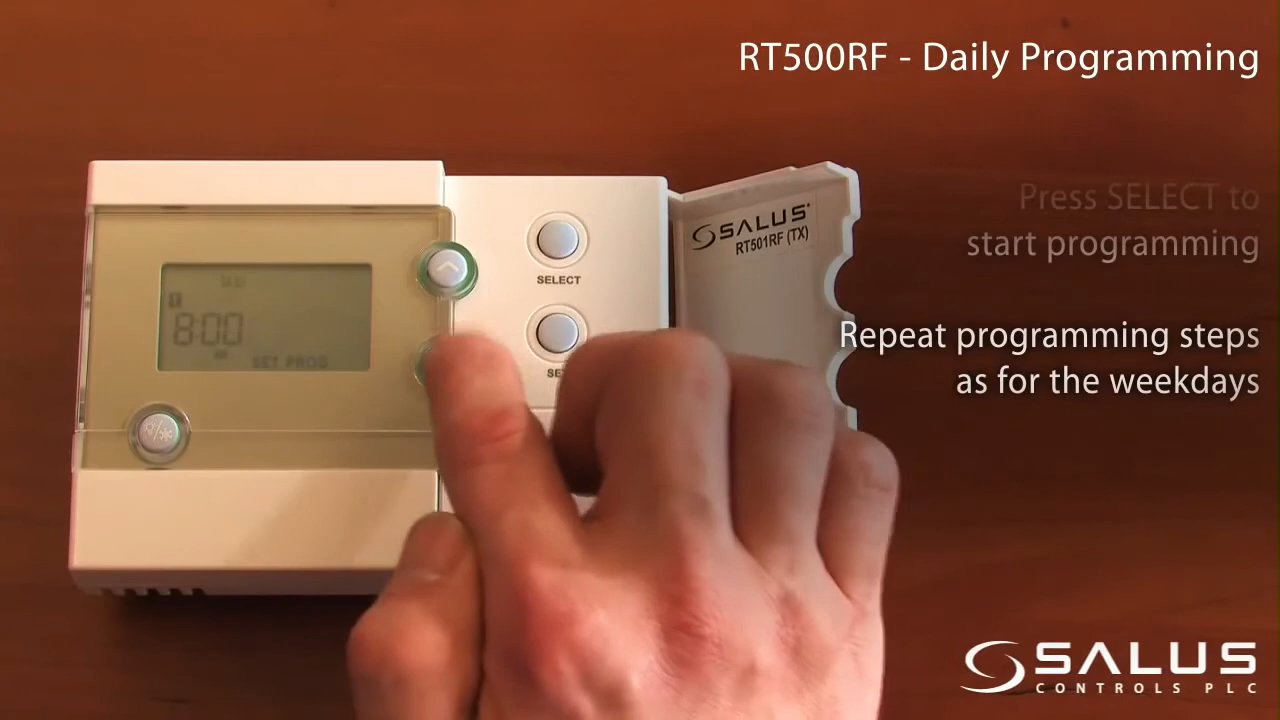 RT500RF - Daily Programming
Press SELECT to
start programming
Repeat programming steps
as for the weekdays
SALUS
RT501RF (TX)
SELECT
8:00
SET PROG
SALUS
CONTROLS PLC